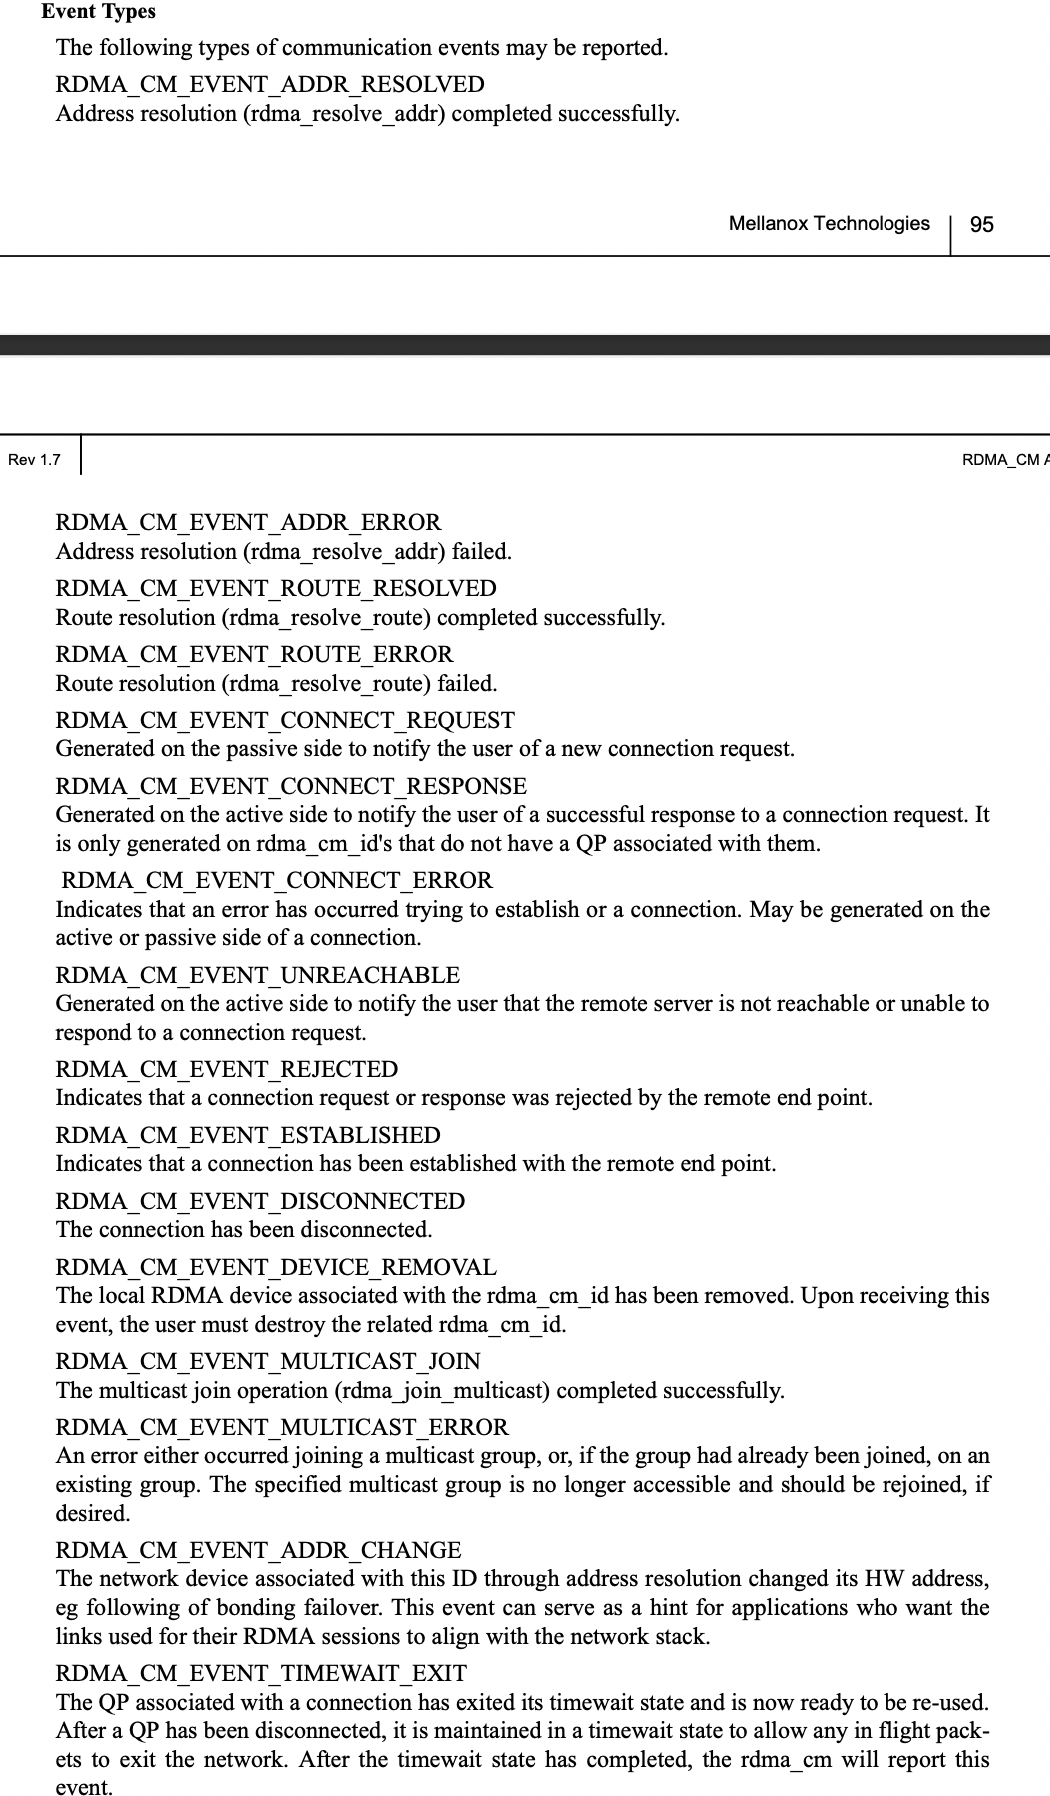 Event Types
The following types of communication events may be reported.
RDMA_CM_EVENT_ADDR_RESOLVED
Address resolution (rdma_resolve_addr) completed successfully.
Mellanox Technologies 95
Rev 1.7
RDMA_CM A
RDMA_CM_EVENT_ADDR_ERROR
Address resolution (rdma_resolve_addr) failed.
RDMA_CM_EVENT_ROUTE_RESOLVED
Route resolution (rdma_resolve_route) completed successfully.
RDMA_CM_EVENT_ROUTE_ERROR
Route resolution (rdma_resolve_route) failed.
RDMA_CM_EVENT_CONNECT_REQUEST
Generated on the passive side to notify the user of a new connection request.
RDMA_CM_EVENT_CONNECT_RESPONSE
Generated on the active side to notify the user of a successful response to a connection request. It
is only generated on rdma_cm_id's that do not have a QP associated with them.
RDMA_CM_EVENT_CONNECT_ERROR
Indicates that an error has occurred trying to establish or a connection. May be generated on the
active or passive side of a connection.
RDMA_CM_EVENT_UNREACHABLE
Generated on the active side to notify the user that the remote server is not reachable or unable to
respond to a connection request.
RDMA_CM_EVENT_REJECTED
Indicates that a connection request or response was rejected by the remote end point.
RDMA_CM_EVENT_ESTABLISHED
Indicates that a connection has been established with the remote end point.
RDMA_CM_EVENT_DISCONNECTED
The connection has been disconnected.
RDMA_CM_EVENT_DEVICE_REMOVAL
The local RDMA device associated with the rdma_cm_id has been removed. Upon receiving this
event, the user must destroy the related rdma_cm_id.
RDMA_CM_EVENT_MULTICAST_JOIN
The multicast join operation (rdma_join_multicast) completed successfully.
RDMA_CM_EVENT_MULTICAST_ERROR
An error either occurred joining a multicast group, or, if the group had already been joined, on an
existing group. The specified multicast group is no longer accessible and should be rejoined, if
desired.
RDMA_CM_EVENT_ADDR_CHANGE
The network device associated with this ID through address resolution changed its HW address,
eg following of bonding failover. This event can serve as a hint for applications who want the
links used for their RDMA sessions to align with the network stack.
RDMA_CM_EVENT_TIMEWAIT_EXIT
The QP associated with a connection has exited its timewait state and is now ready to be re-used.
After a QP has been disconnected, it is maintained in a timewait state to allow any in flight pack-
ets to exit the network. After the timewait state has completed, the rdma_cm will report this
event.